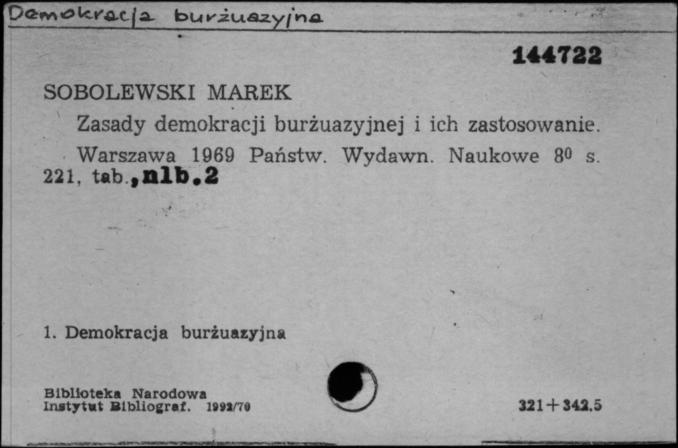 Demokracja burżuazyjna
144722
SOBOLEWSKI MAREK
Zasady demokracji burżuazyjnej i ich zastosowanie.
Warszawa 1969 Państw. Wydawn. Naukowe 8⁰ s.
221, tab., nlb. 2
1. Demokracja burżuazyjna
Biblioteka Narodowa
Instytut Bibliograf. 1992/70
321+342.5